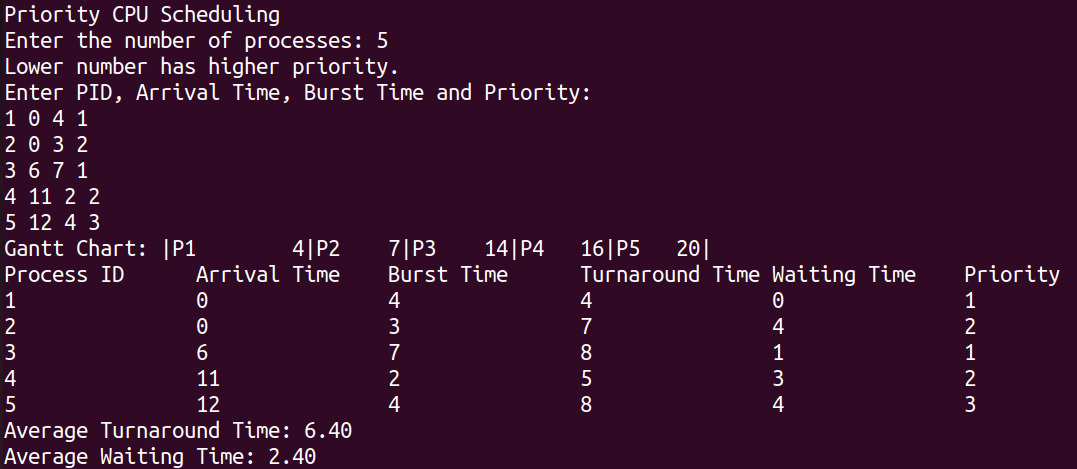 Priority CPU Scheduling
Enter the number of processes: 5
Lower number has higher priority.
Enter PID, Arrival Time, Burst Time and Priority:
1 0 4 1
2 0 3 2
3 6 7 1
4 11 2 2
5 12 4 3
Gantt Chart: |P1        4|P2    7|P3    14|P4   16|P5   20|
Process ID      Arrival Time    Burst Time      Turnaround Time Waiting Time    Priority
1               0               4               4               0               1
2               0               3               7               4               2
3               6               7               8               1               1
4               11              2               5               3               2
5               12              4               8               4               3
Average Turnaround Time: 6.40
Average Waiting Time: 2.40